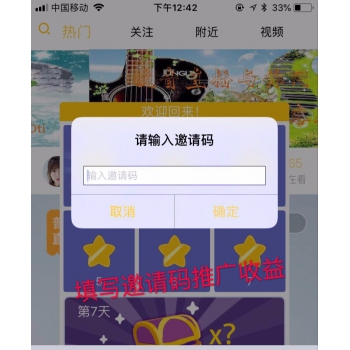 中国移动
下午12:42
33%
热门
关注
附近
视频
JUNGLIN
欢迎回来!
请输入邀请码
输入邀请码
取消
确定
在看
填写邀请码推广收益
第7天
x?